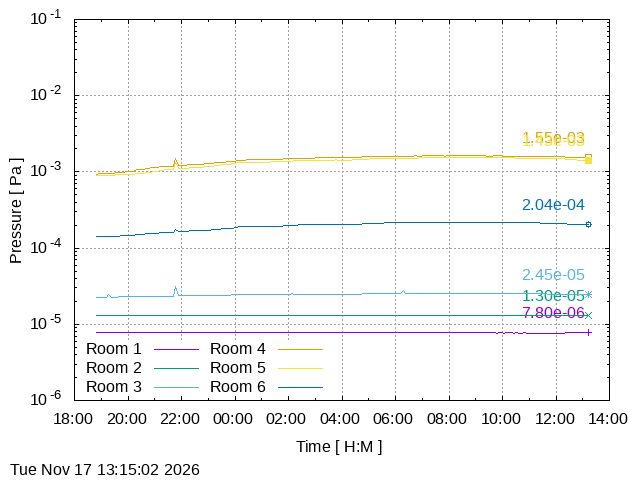 10^-1
10^-2
10^-3
10^-4
10^-5
10^-6
Pressure [ Pa ]
1.55e-03
2.04e-04
2.45e-05
1.30e-05
7.80e-06
Room 1 Room 4
Room 2 Room 5
Room 3 Room 6
18:00 20:00 22:00 00:00 02:00 04:00 06:00 08:00 10:00 12:00 14:00
Time [ H:M ]
Tue Nov 17 13:15:02 2026